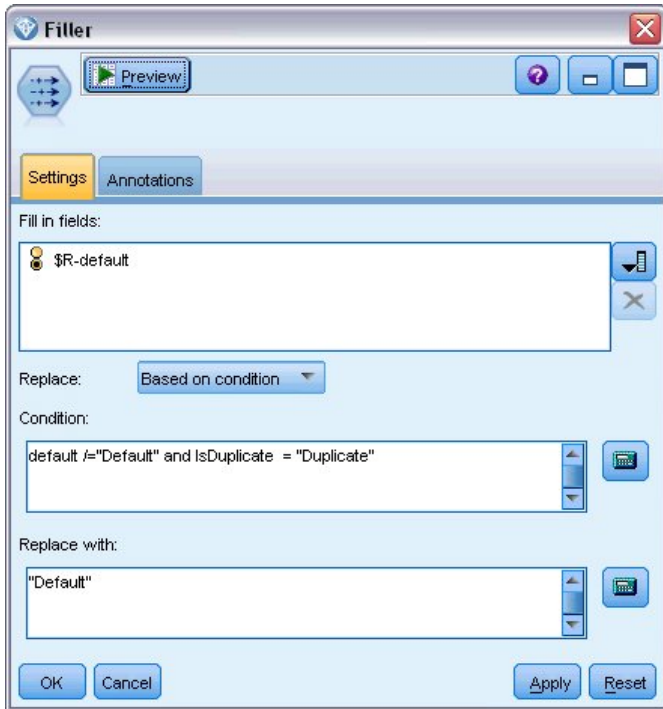 Filler
Preview
Settings
Annotations
Fill in fields:
$R-default
Replace:
Based on condition
Condition:
default /="Default" and IsDuplicate = "Duplicate"
Replace with:
"Default"
OK
Cancel
Apply
Reset